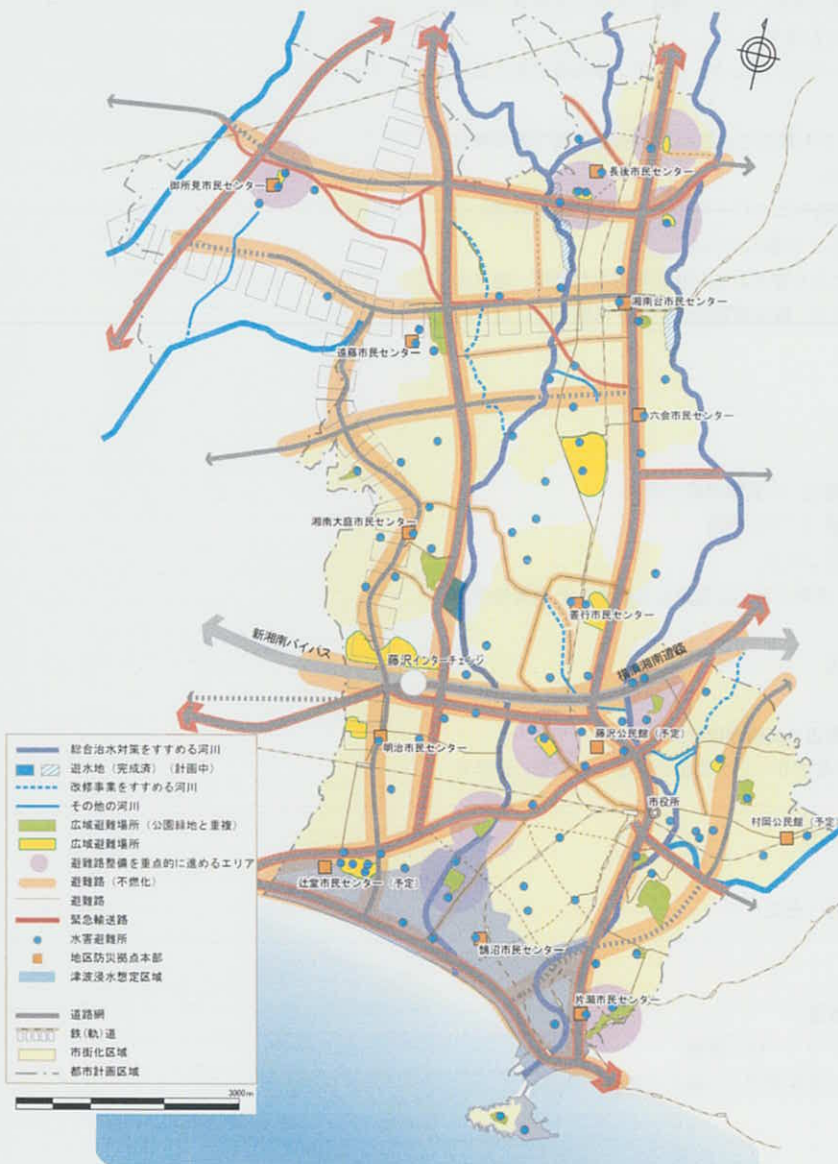 長後市民センター
御所見市民センター
湘南台市民センター
遠藤市民センター
六会市民センター
湘南大庭市民センター
善行市民センター
新湘南バイパス
横浜湘南道路
藤沢インターチェンジ
藤沢公民館（予定）
明治市民センター
市役所
村岡公民館（予定）
辻堂市民センター（予定）
鵠沼市民センター
片瀬市民センター
総合治水対策をすすめる河川
遊水地（完成済）（計画中）
改修事業をすすめる河川
その他の河川
広域避難場所（公園緑地と重複）
広域避難場所
避難路整備を重点的に進めるエリア
避難路（不燃化）
避難路
緊急輸送路
水害避難所
地区防災拠点本部
津波浸水想定区域
道路網
鉄(軌)道
市街化区域
都市計画区域
3000m